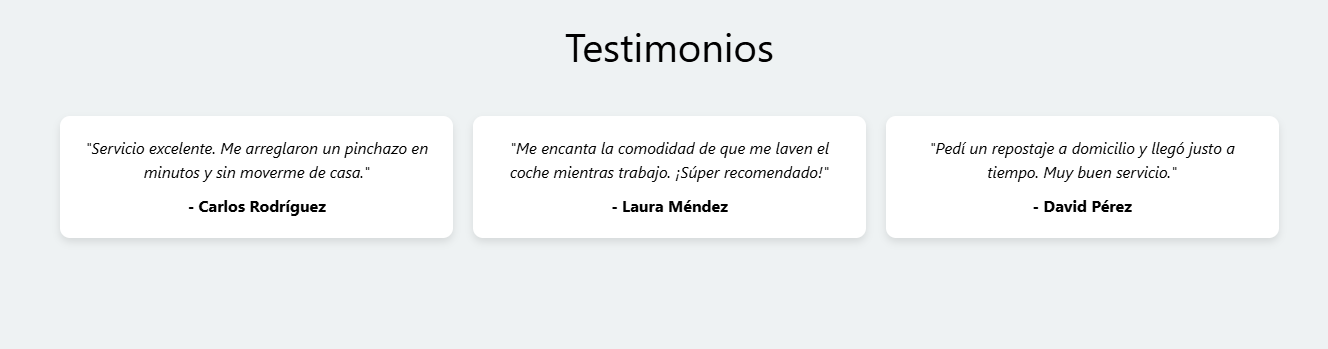 Testimonios
"Servicio excelente. Me arreglaron un pinchazo en
minutos y sin moverme de casa."
- Carlos Rodríguez
"Me encanta la comodidad de que me laven el
coche mientras trabajo. ¡Súper recomendado!"
- Laura Méndez
"Pedí un repostaje a domicilio y llegó justo a
tiempo. Muy buen servicio."
- David Pérez